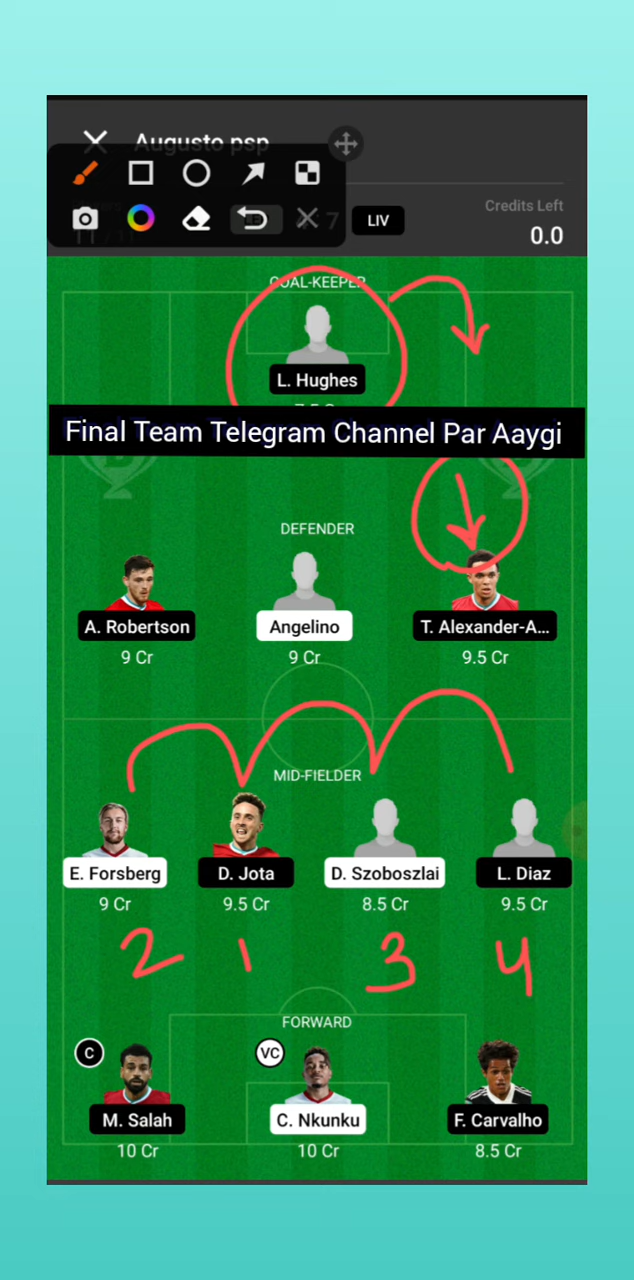 Augusto psp
Credits Left
7 LIV 0.0
GOAL-KEEPER
L. Hughes
Final Team Telegram Channel Par Aaygi
DEFENDER
A. Robertson Angelino T. Alexander-A...
9 Cr 9 Cr 9.5 Cr
MID-FIELDER
E. Forsberg D. Jota D. Szoboszlai L. Diaz
9 Cr 9.5 Cr 8.5 Cr 9.5 Cr
2 1 3 4
FORWARD
C VC
M. Salah C. Nkunku F. Carvalho
10 Cr 10 Cr 8.5 Cr